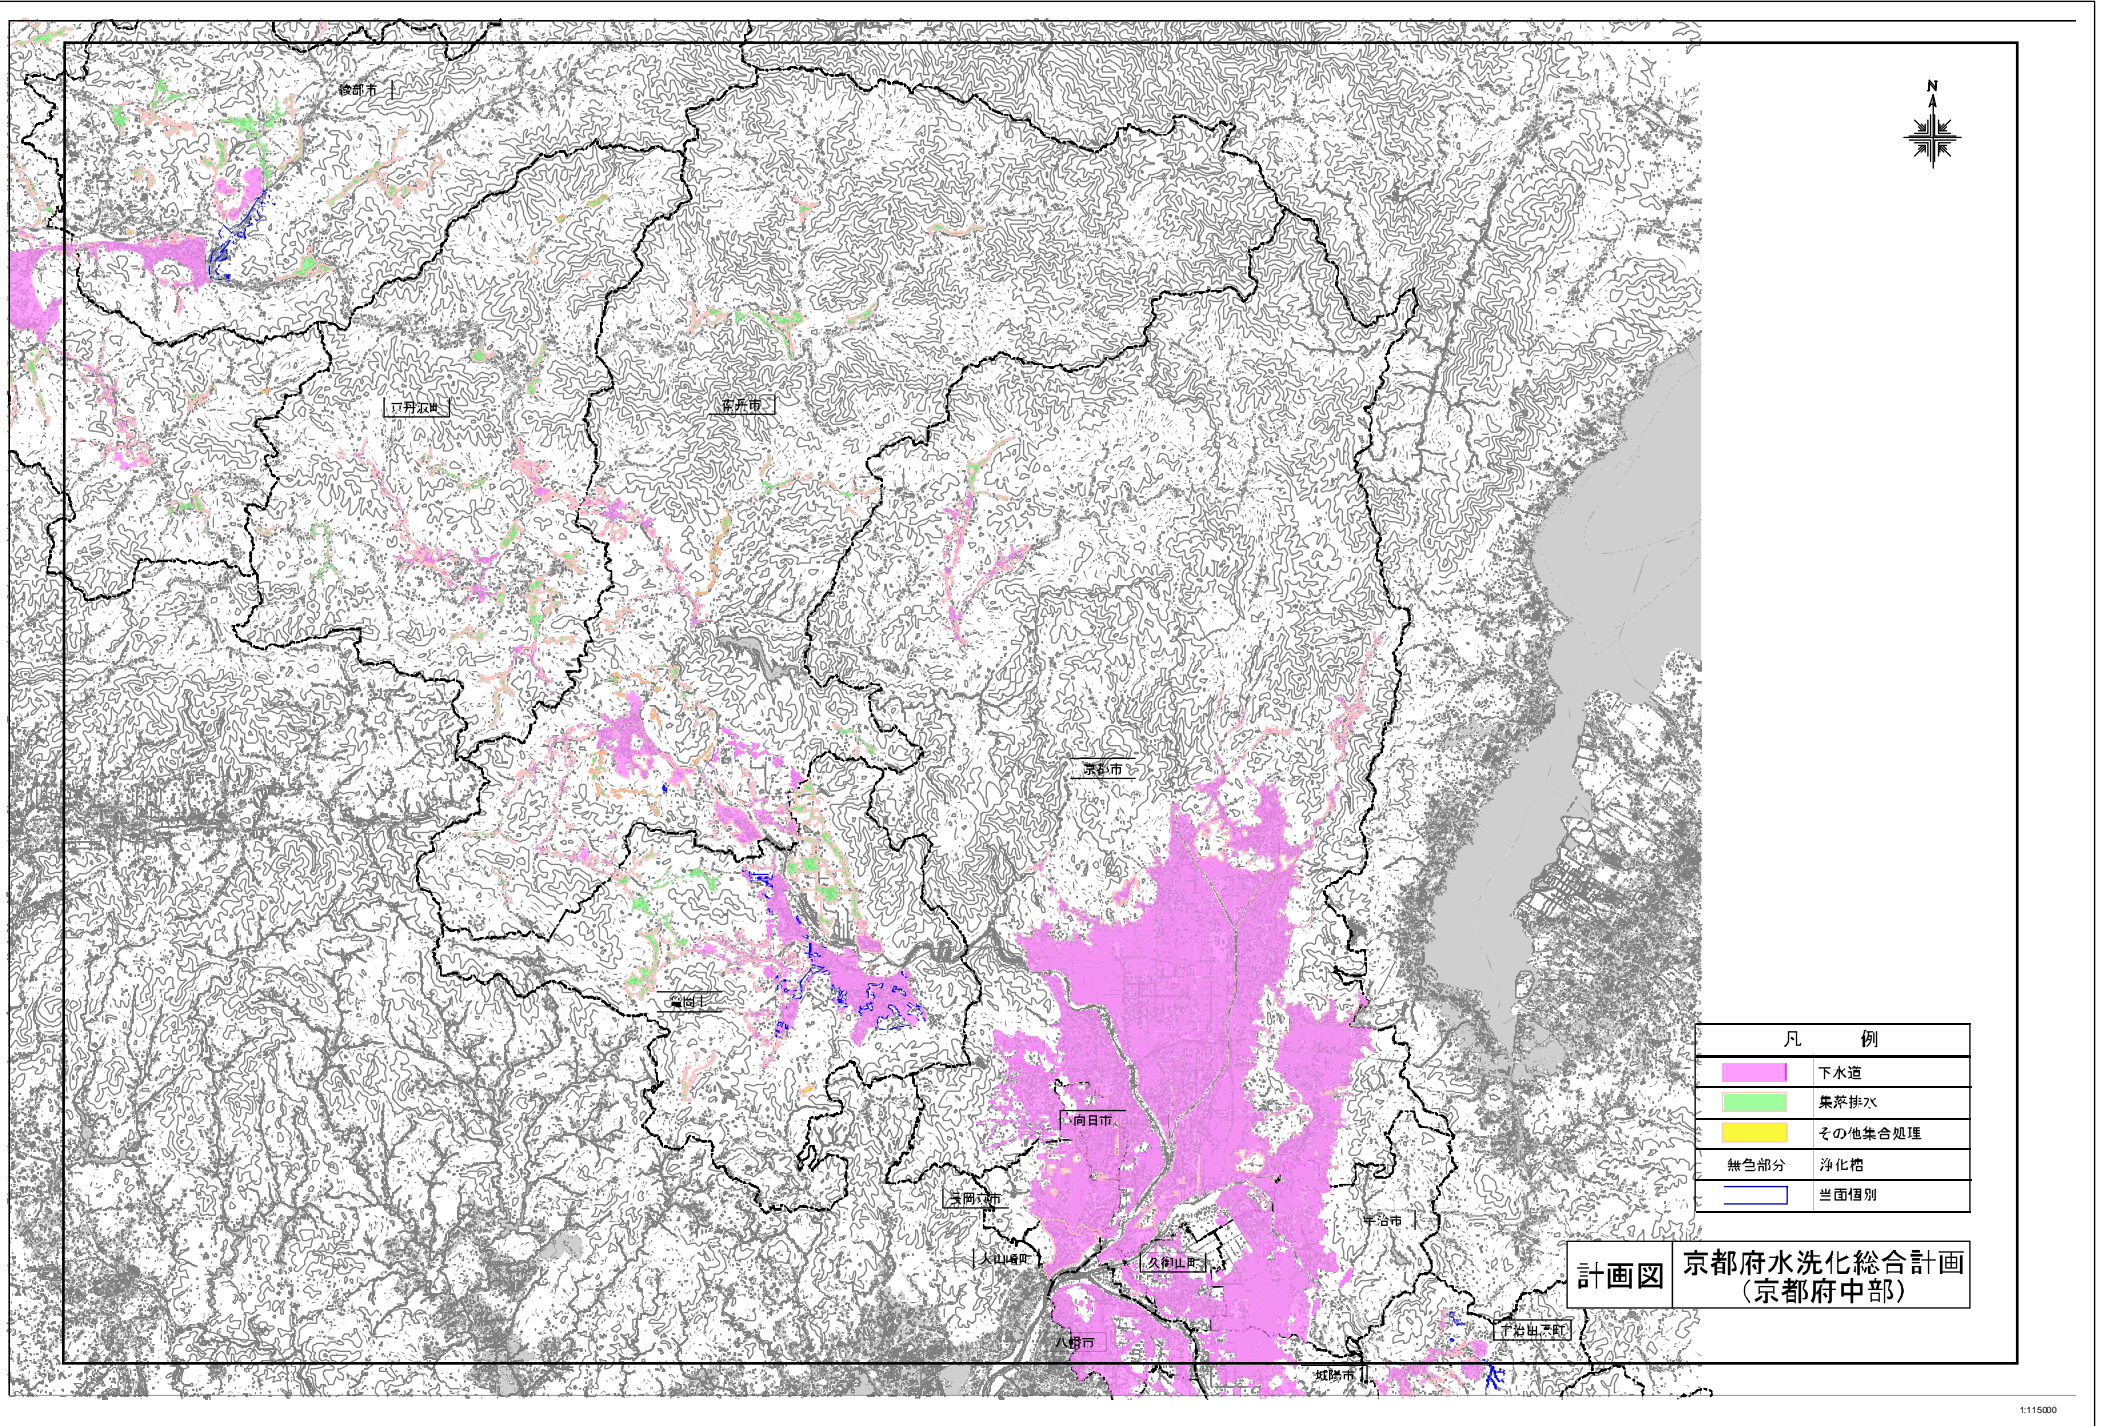 綾部市
N
京丹波町
南丹市
京都市
亀岡市
向日市
長岡京市
宇治市
大山崎町
久御山町
八幡市
宇治田原町
城陽市
凡 例
下水道
集落排水
その他集合処理
無色部分 浄化槽
当面個別
計画図
京都府水洗化総合計画
(京都府中部)
1:115000